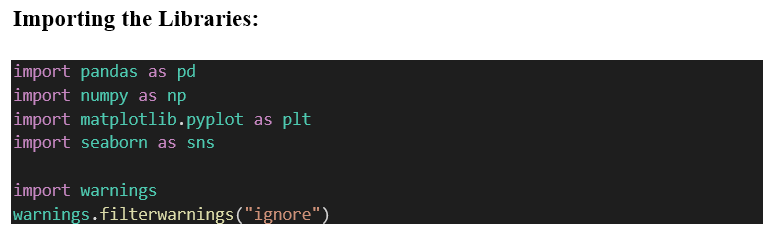 Importing the Libraries:
import pandas as pd
import numpy as np
import matplotlib.pyplot as plt
import seaborn as sns
import warnings
warnings.filterwarnings("ignore")